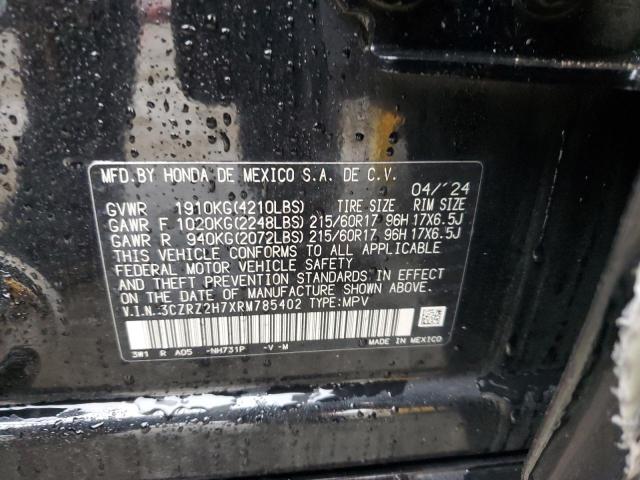 MFD.BY HONDA DE MEXICO S.A. DE C.V.
04/'24
GVWR 1910KG(4210LBS) TIRE SIZE RIM SIZE
GAWR F 1020KG(2248LBS) 215/60R17 96H 17X6.5J
GAWR R 940KG(2072LBS) 215/60R17 96H 17X6.5J
THIS VEHICLE CONFORMS TO ALL APPLICABLE
FEDERAL MOTOR VEHICLE SAFETY
AND THEFT PREVENTION STANDARDS IN EFFECT
ON THE DATE OF MANUFACTURE SHOWN ABOVE.
V.I.N.3CZRZ2H7XRM785402 TYPE:MPV
3W1 R A05 -NH731P -V-M
MADE IN MEXICO